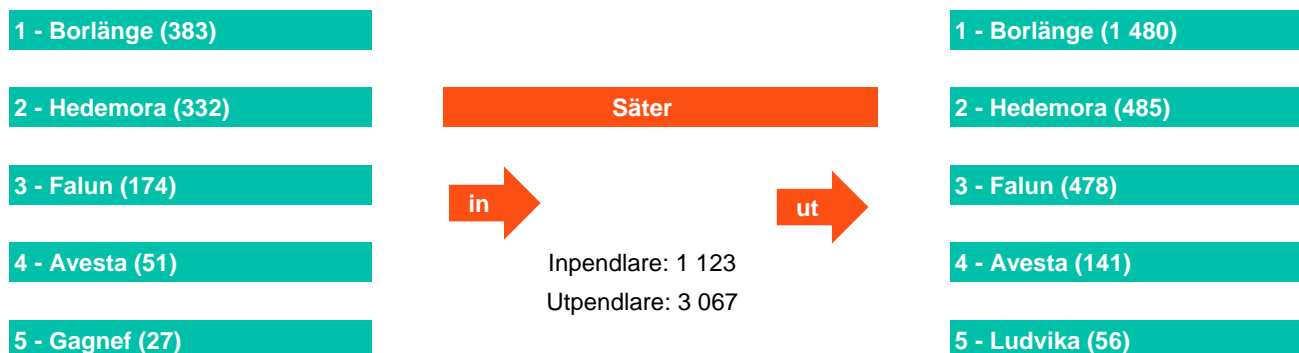 1 - Borlänge (383)
2 - Hedemora (332)
3 - Falun (174)
4 - Avesta (51)
5 - Gagnef (27)
Säter
in
ut
Inpendlare: 1 123
Utpendlare: 3 067
1 - Borlänge (1 480)
2 - Hedemora (485)
3 - Falun (478)
4 - Avesta (141)
5 - Ludvika (56)